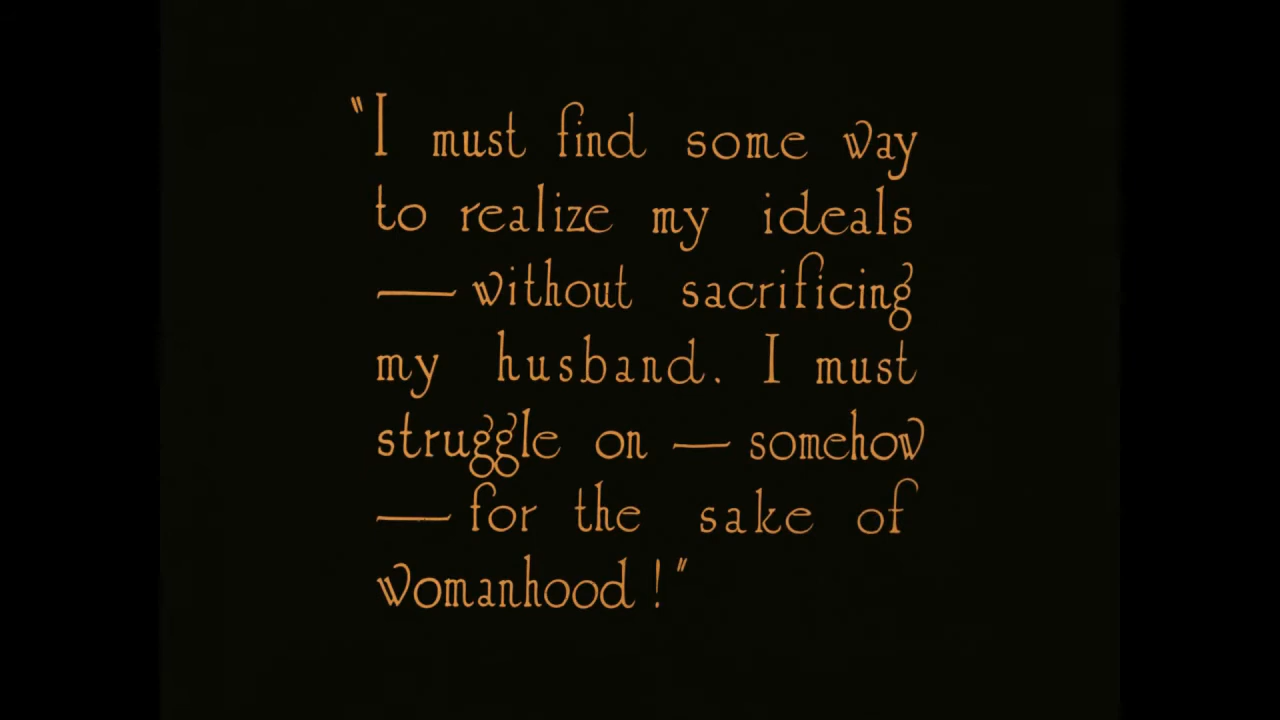 "I must find some way
to realize my ideals
— without sacrificing
my husband. I must
struggle on — somehow
— for the sake of
womanhood!"